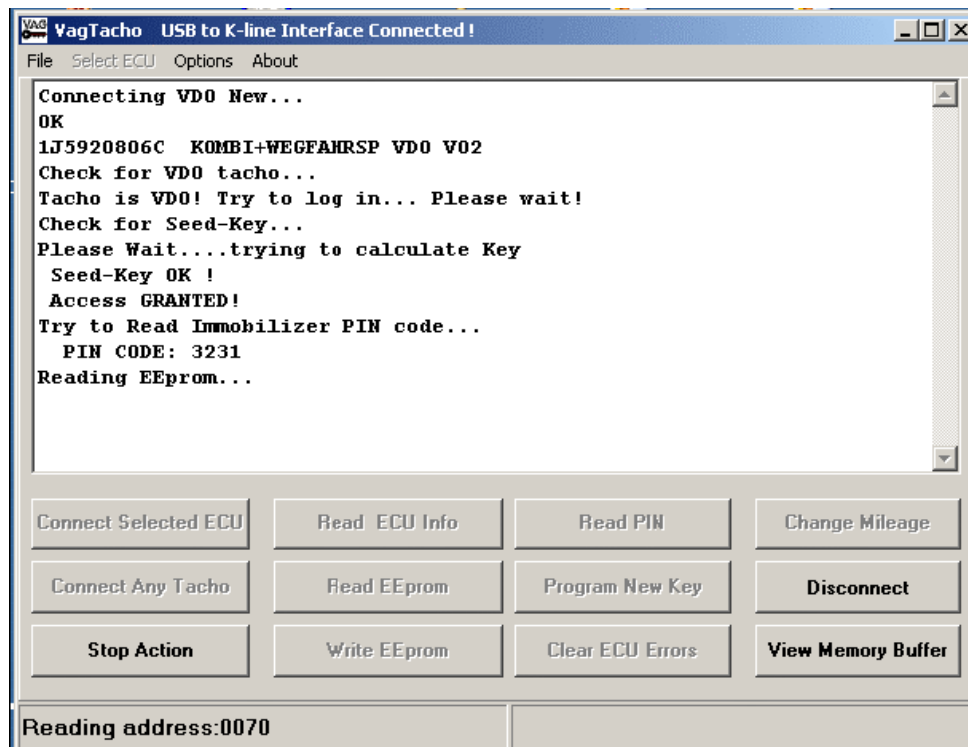 VAG VagTacho USB to K-line Interface Connected !
File Select ECU Options About
Connecting VDO New...
OK
1J5920806C KOMBI+WEGFAHRSP VDO V02
Check for VDO tacho...
Tacho is VDO! Try to log in... Please wait!
Check for Seed-Key...
Please Wait....trying to calculate Key
Seed-Key OK !
Access GRANTED!
Try to Read Immobilizer PIN code...
PIN CODE: 3231
Reading EEprom...
Connect Selected ECU Read ECU Info Read PIN Change Mileage
Connect Any Tacho Read EEprom Program New Key Disconnect
Stop Action Write EEprom Clear ECU Errors View Memory Buffer
Reading address:0070